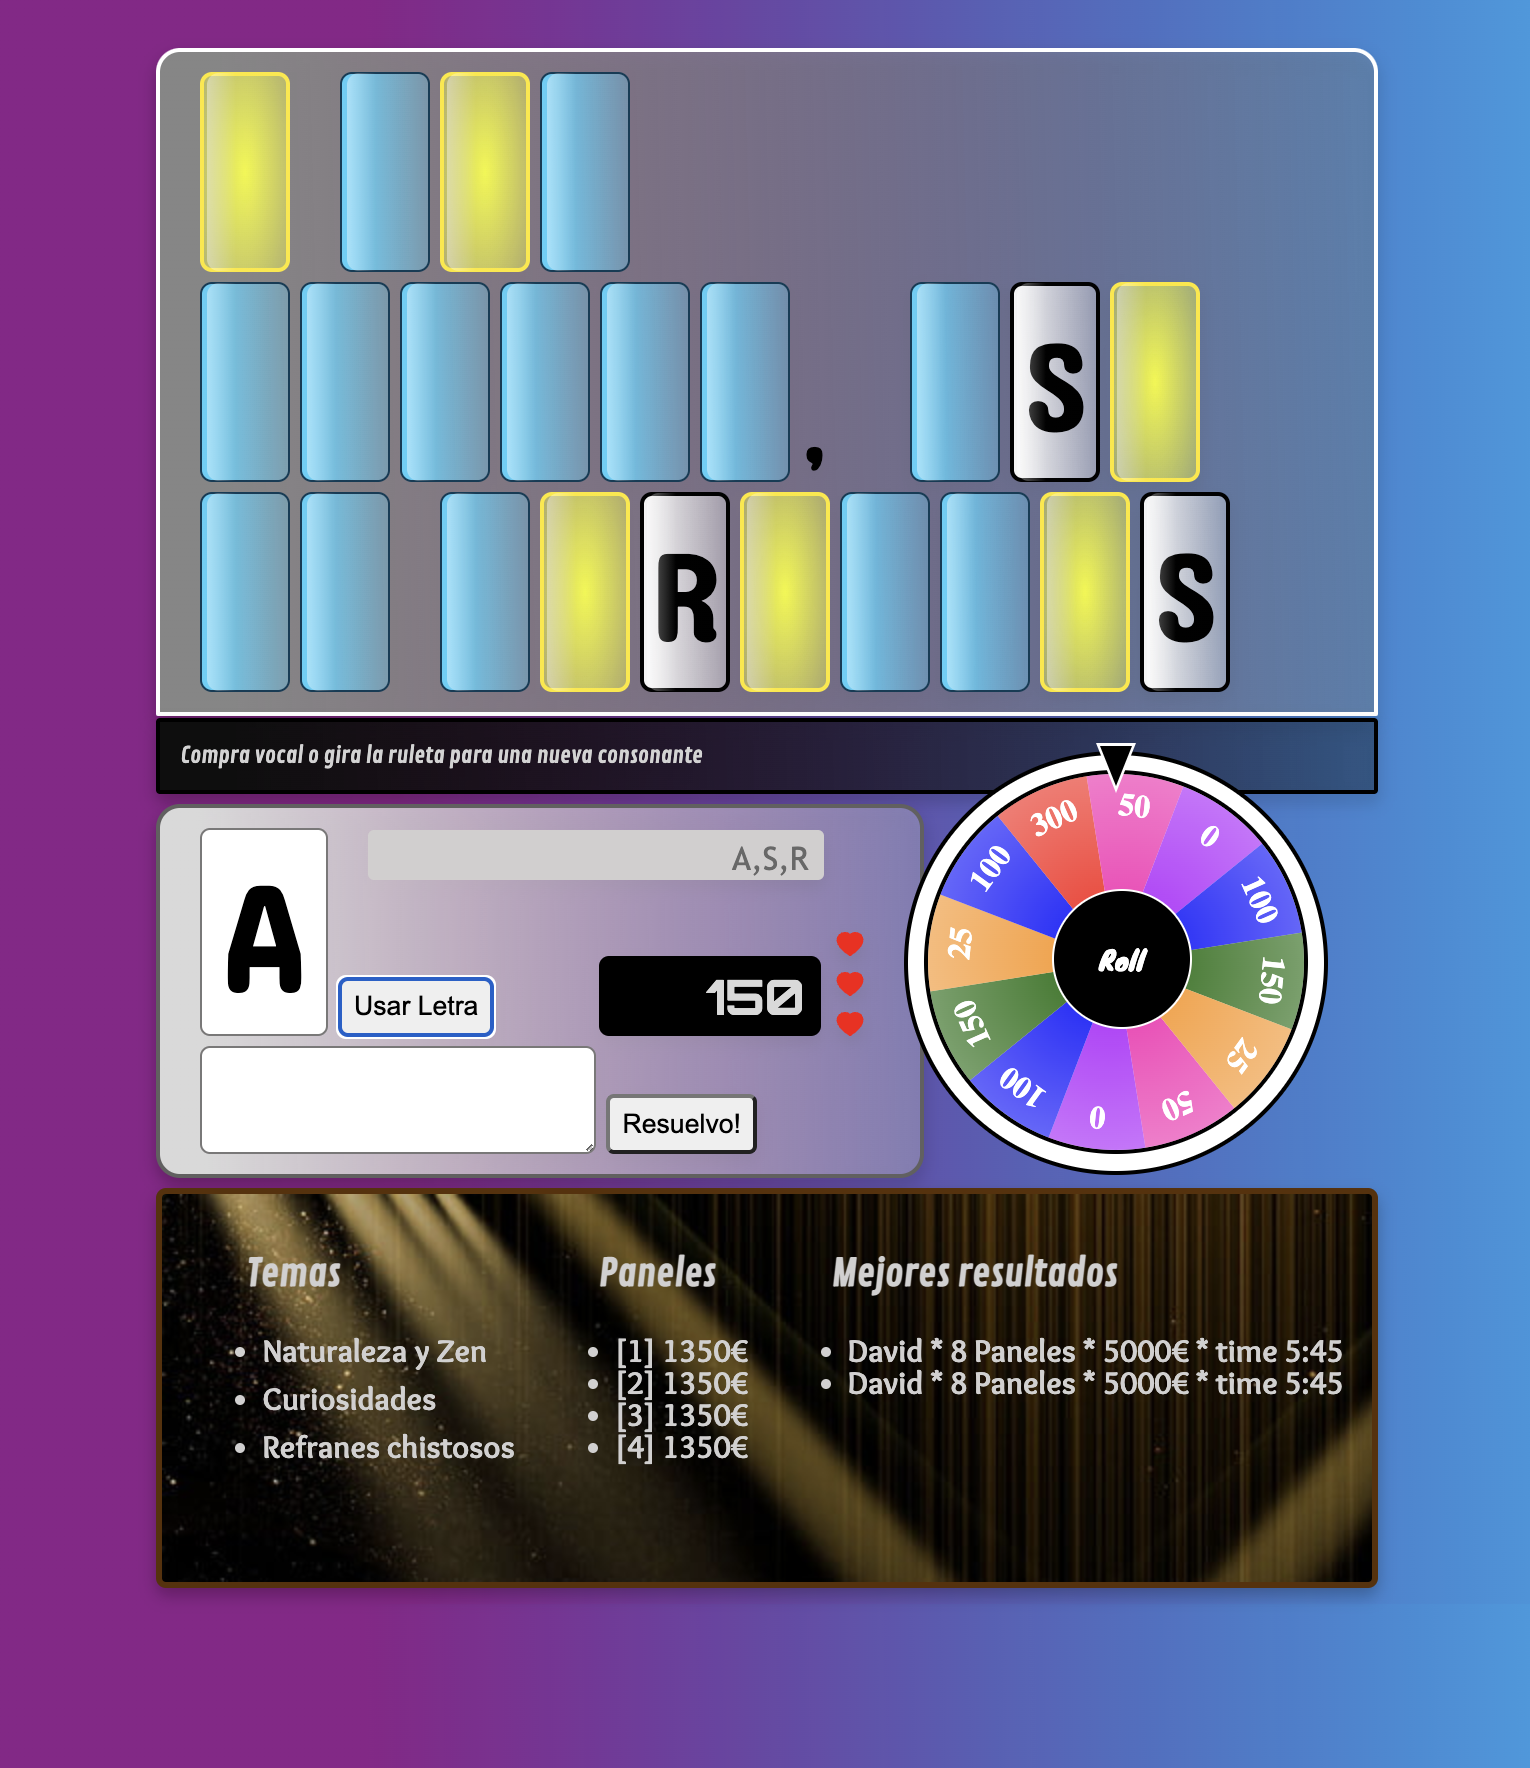 S
,
R S
Compra vocal o gira la ruleta para una nueva consonante
A
A,S,R
Usar Letra
150
Resuelvo!
50
0
100
150
25
50
0
100
150
25
100
300
Roll
Temas
Naturaleza y Zen
Curiosidades
Refranes chistosos
Paneles
[1] 1350€
[2] 1350€
[3] 1350€
[4] 1350€
Mejores resultados
David * 8 Paneles * 5000€ * time 5:45
David * 8 Paneles * 5000€ * time 5:45